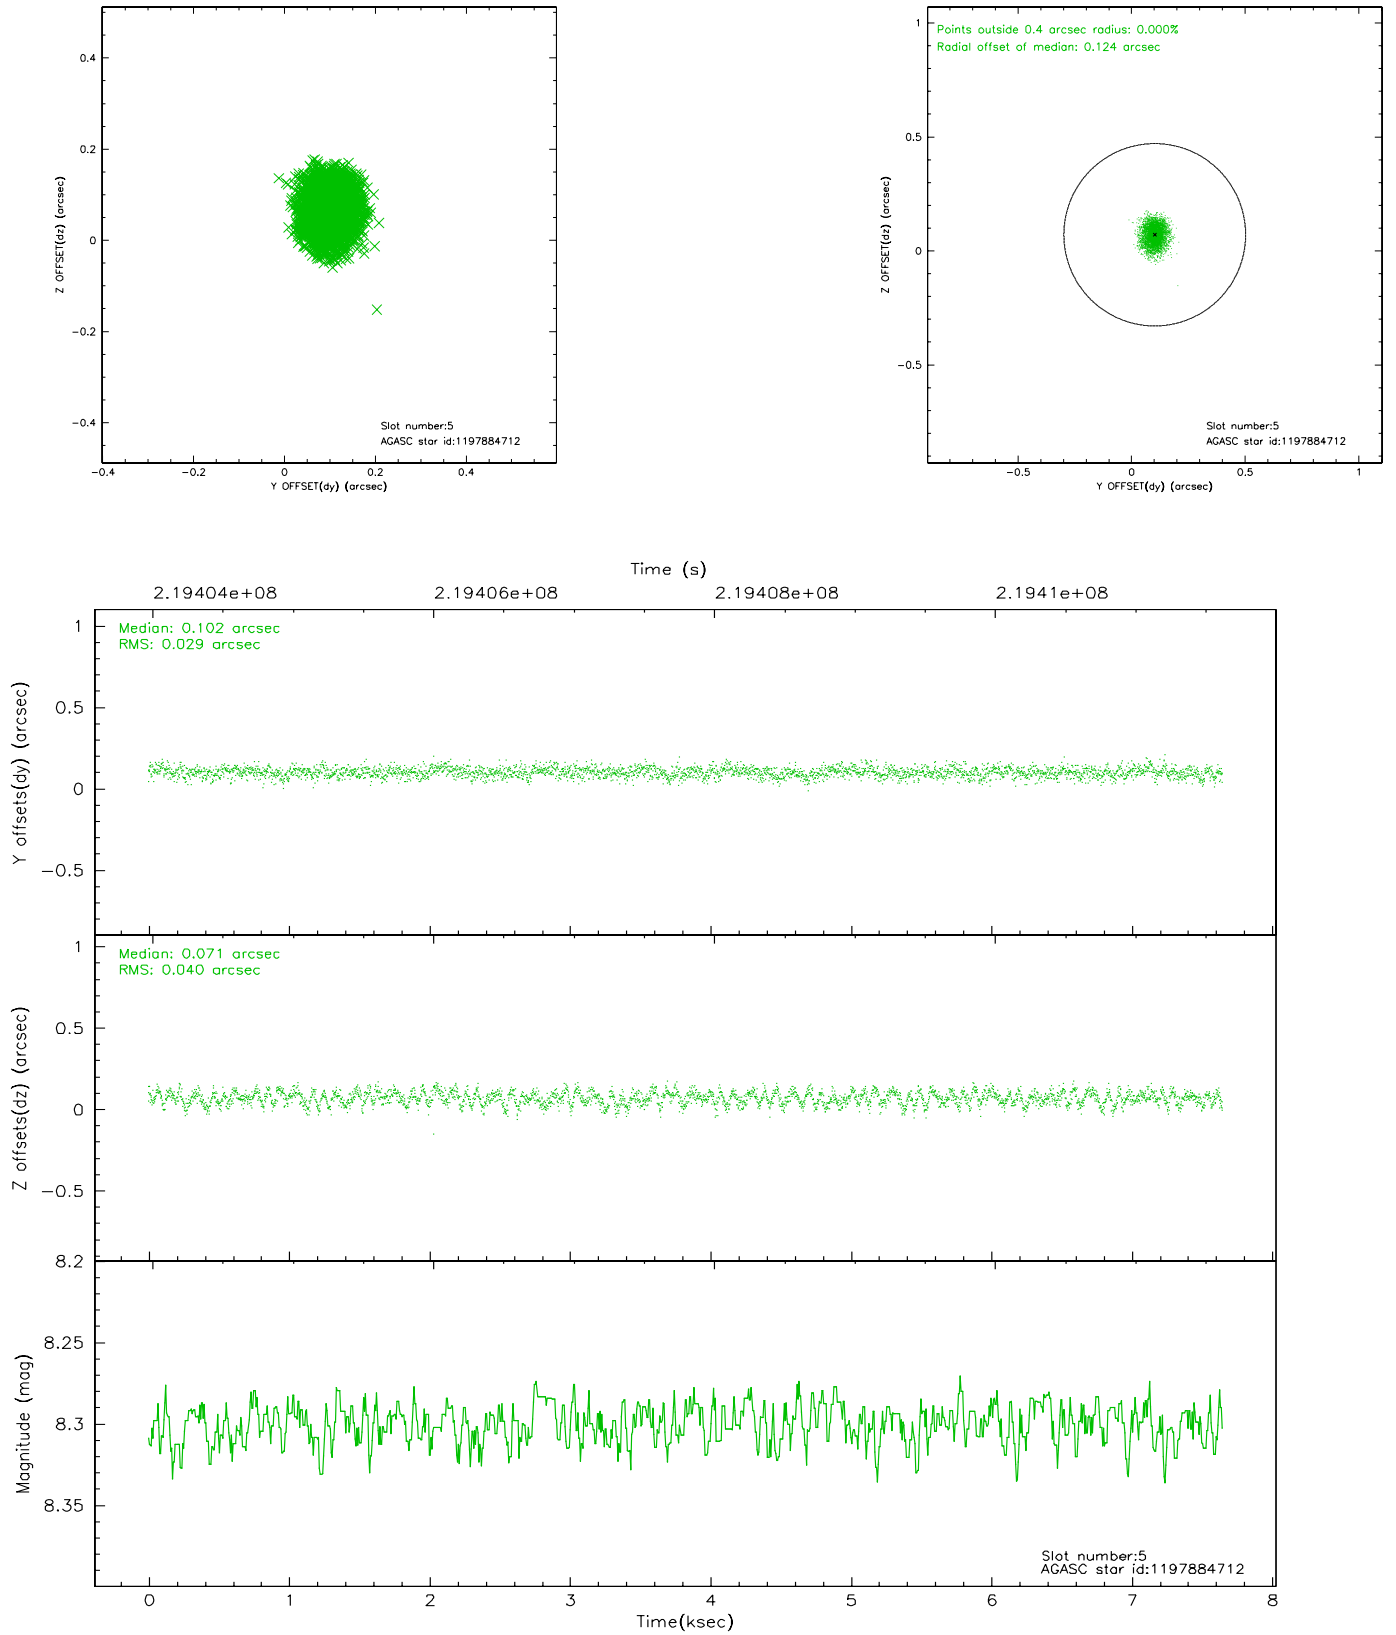 0.4
0.2
0
−0.2
−0.4
Z OFFSET(dz) (arcsec)
Slot number:5
AGASC star id:1197884712
−0.4 −0.2 0 0.2 0.4
Y OFFSET(dy) (arcsec)
Points outside 0.4 arcsec radius: 0.000%
Radial offset of median: 0.124 arcsec
1
0.5
0
−0.5
Z OFFSET(dz) (arcsec)
Slot number:5
AGASC star id:1197884712
−0.5 0 0.5 1
Y OFFSET(dy) (arcsec)
Time (s)
2.19404e+08 2.19406e+08 2.19408e+08 2.1941e+08
Median: 0.102 arcsec
RMS: 0.029 arcsec
1
0.5
0
−0.5
Y offsets(dy) (arcsec)
Median: 0.071 arcsec
RMS: 0.040 arcsec
1
0.5
0
−0.5
Z offsets(dz) (arcsec)
8.2
8.25
8.3
8.35
Magnitude (mag)
Slot number:5
AGASC star id:1197884712
0 1 2 3 4 5 6 7 8
Time(ksec)